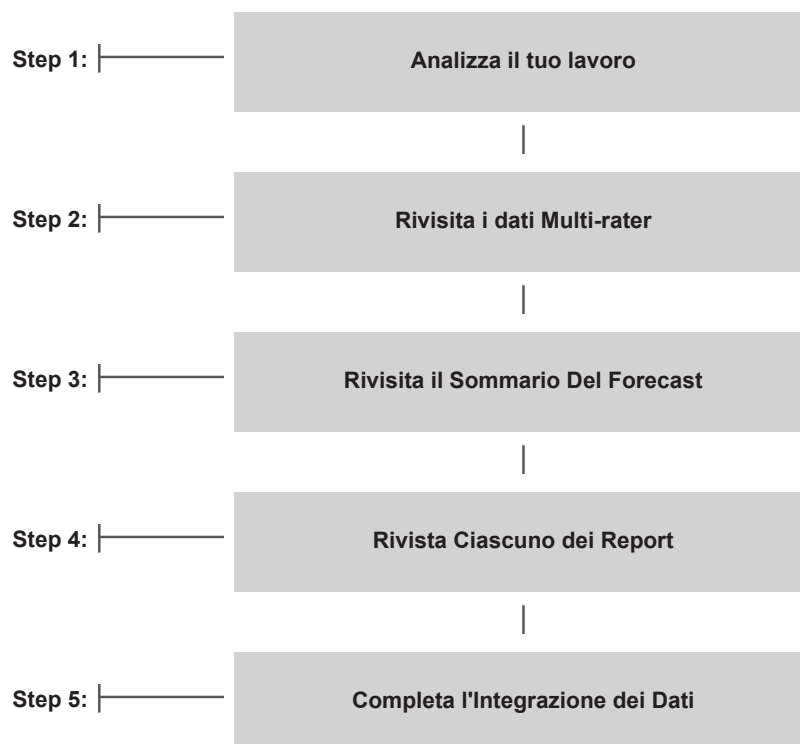 Step 1: Analizza il tuo lavoro
Step 2: Rivisita i dati Multi-rater
Step 3: Rivisita il Sommario Del Forecast
Step 4: Rivista Ciascuno dei Report
Step 5: Completa l'Integrazione dei Dati